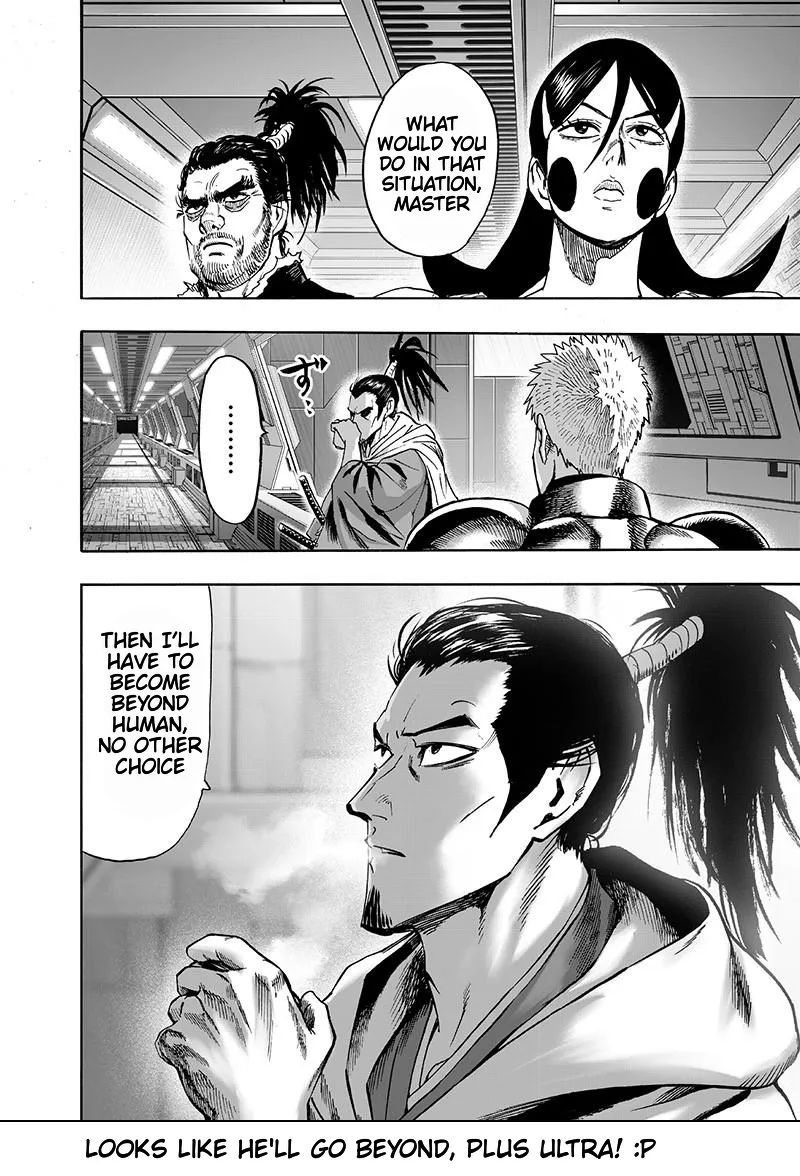 WHAT
WOULD YOU
DO IN THAT
SITUATION,
MASTER
ず‥
.........
THEN I'LL
HAVE TO
BECOME
BEYOND
HUMAN,
NO OTHER
CHOICE
LOOKS LIKE HE'LL GO BEYOND, PLUS ULTRA! :P